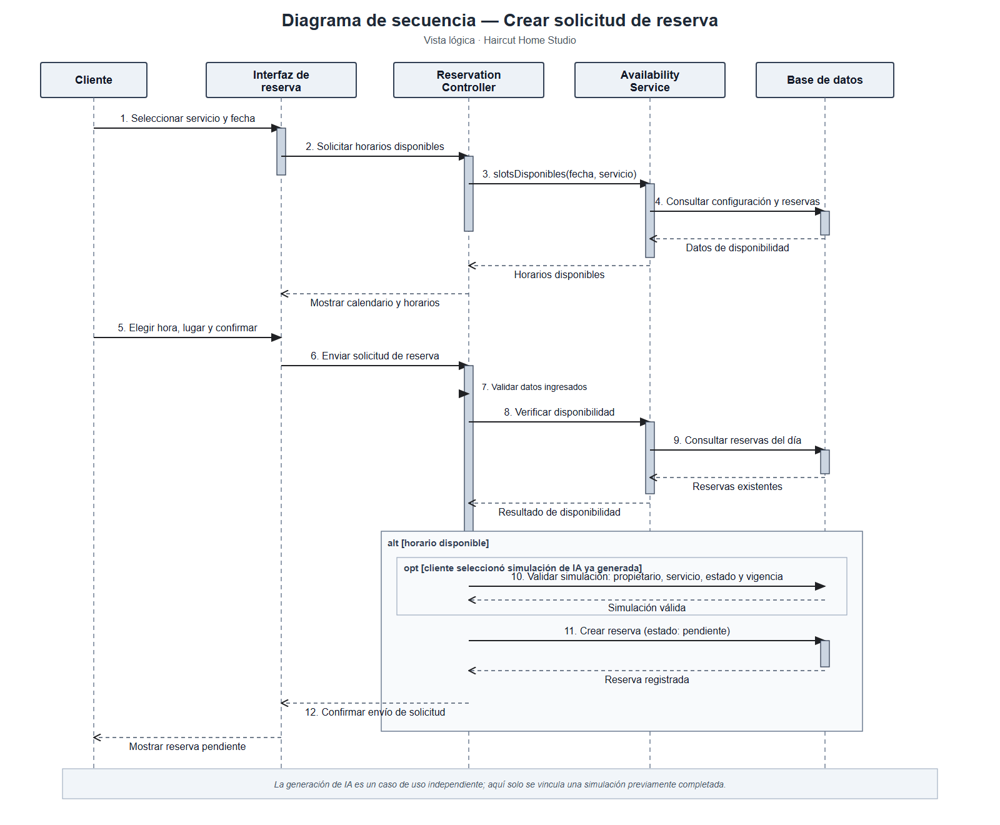 Diagrama de secuencia — Crear solicitud de reserva
Vista lógica · Haircut Home Studio
Cliente
Interfaz de
reserva
Reservation
Controller
Availability
Service
Base de datos
1. Seleccionar servicio y fecha
2. Solicitar horarios disponibles
3. slotsDisponibles(fecha, servicio)
4. Consultar configuración y reservas
Datos de disponibilidad
Horarios disponibles
Mostrar calendario y horarios
5. Elegir hora, lugar y confirmar
6. Enviar solicitud de reserva
7. Validar datos ingresados
8. Verificar disponibilidad
9. Consultar reservas del día
Reservas existentes
Resultado de disponibilidad
alt [horario disponible]
opt [cliente seleccionó simulación de IA ya generada]
10. Validar simulación: propietario, servicio, estado y vigencia
Simulación válida
11. Crear reserva (estado: pendiente)
Reserva registrada
12. Confirmar envío de solicitud
Mostrar reserva pendiente
La generación de IA es un caso de uso independiente; aquí solo se vincula una simulación previamente completada.